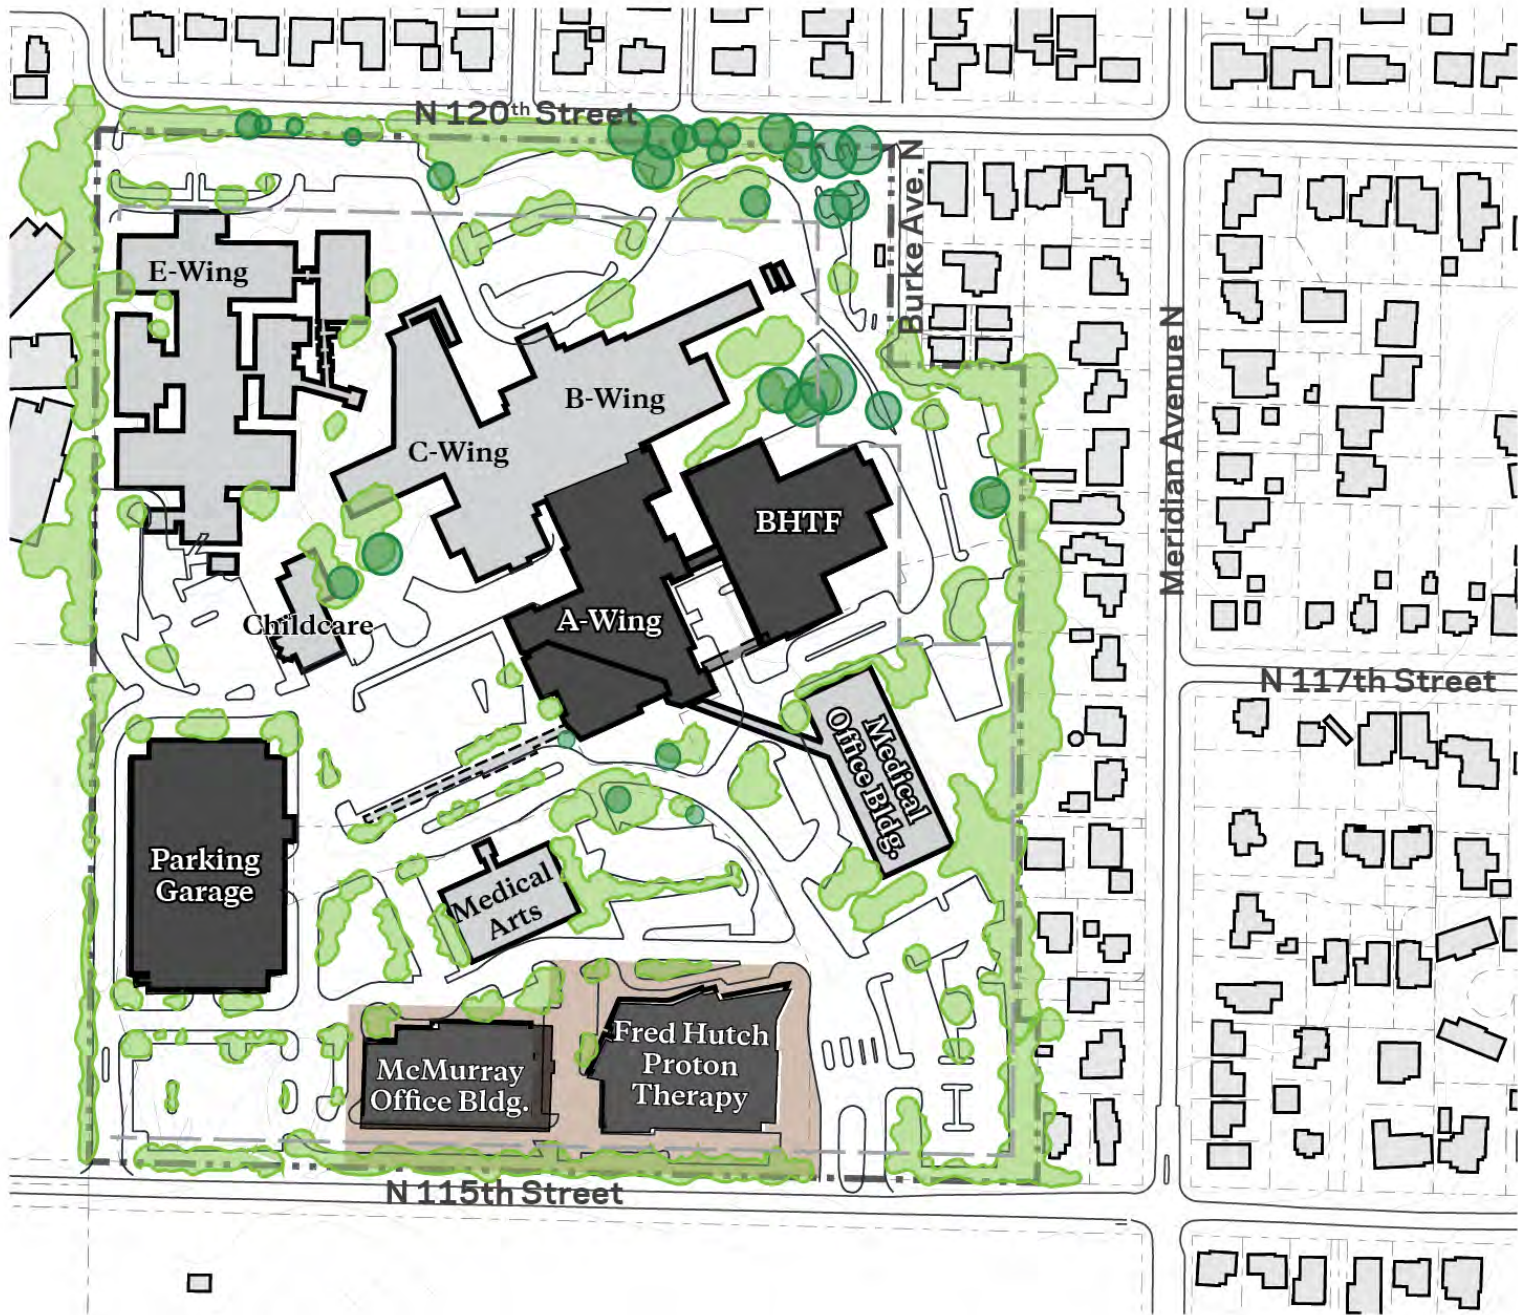 N 120th Street
Burke Ave. N
E-Wing
B-Wing
C-Wing
BHTF
Meridian Avenue N
A-Wing
Childcare
N 117th Street
Medical
Office Bldg.
Parking
Garage
Medical
Arts
Fred Hutch
Proton
Therapy
McMurray
Office Bldg.
N 115th Street